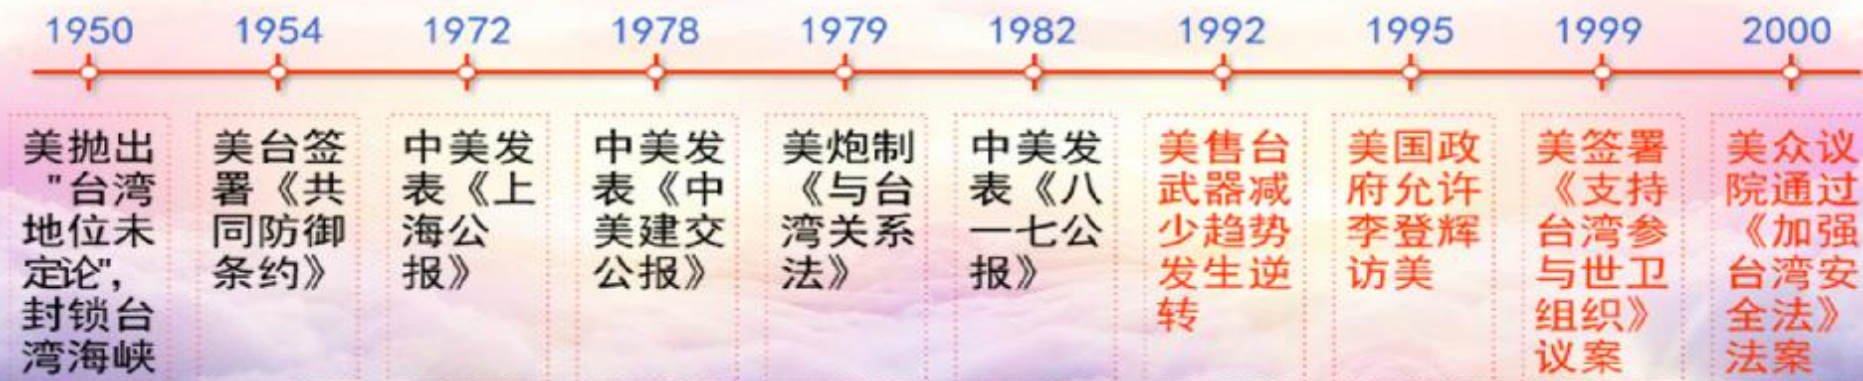 1950
1954
1972
1978
1979
1982
1992
1995
1999
2000
美抛出
"台湾
地位未
定论",
封锁台
湾海峡
美台签
署《共
同防御
条约》
中美发
表《上
海公
报》
中美发
表《中
美建交
公报》
美炮制
《与台
湾关系
法》
中美发
表《八
一七公
报》
美售台
武器减
少趋势
发生逆
转
美国政
府允许
李登辉
访美
美签署
《支持
台湾参
与世卫
组织》
议案
美众议
院通过
《加强
台湾安
全法》
法案